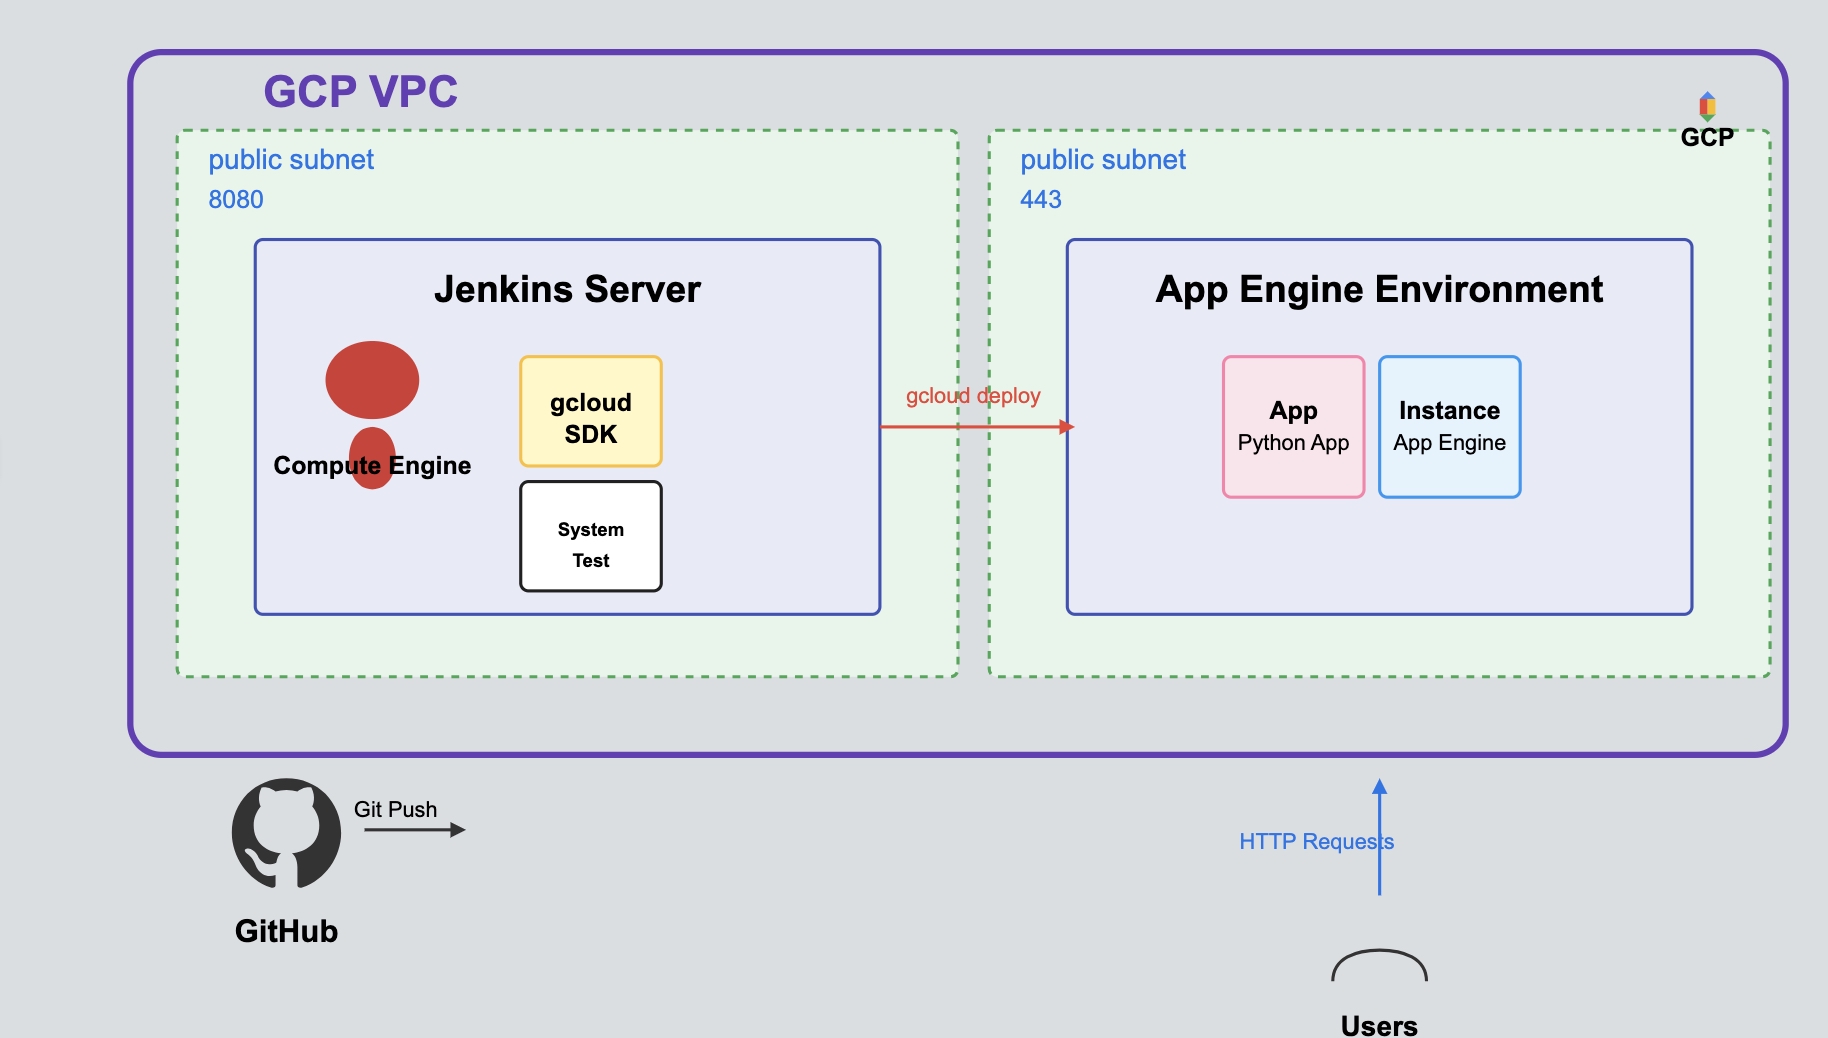 GCP VPC
GCP
public subnet
8080
Jenkins Server
Compute Engine
gcloud
SDK
System
Test
gcloud deploy
public subnet
443
App Engine Environment
App
Python App
Instance
App Engine
Git Push
GitHub
HTTP Requests
Users